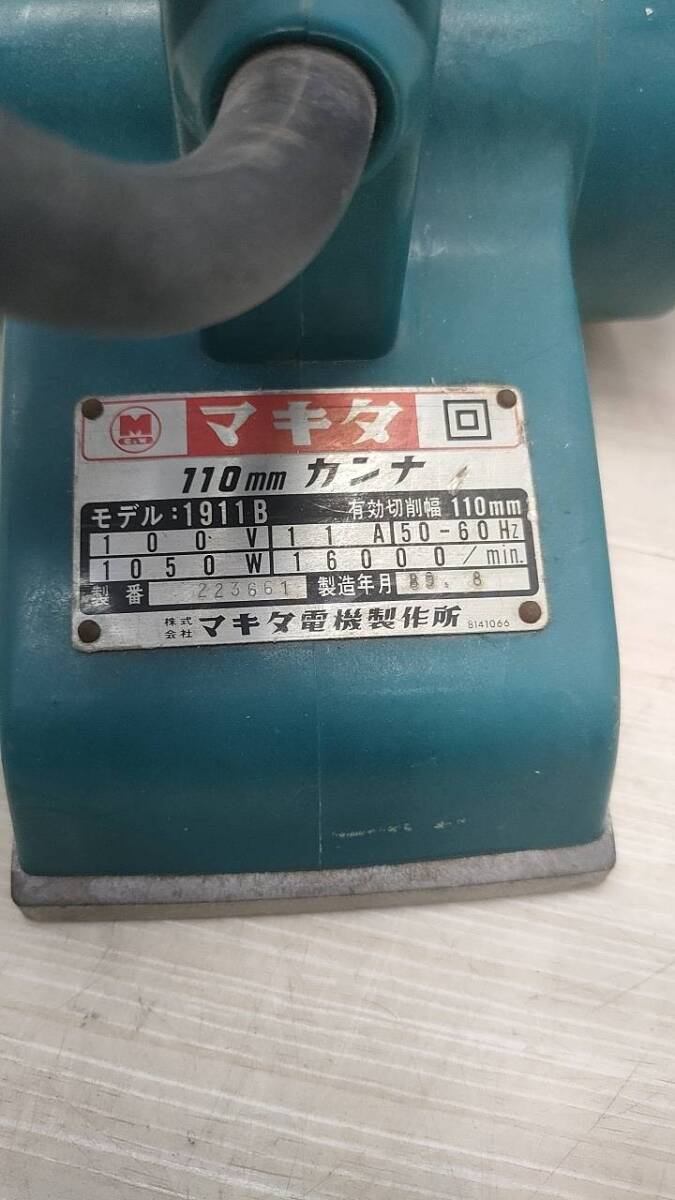 M マキタ
110mm カンナ
モデル:1911B 有効切削幅 110mm
100V 11A 50-60Hz
1050W 16000/min.
製番 223661 製造年月 8
株式会社 マキタ電機製作所 8141066